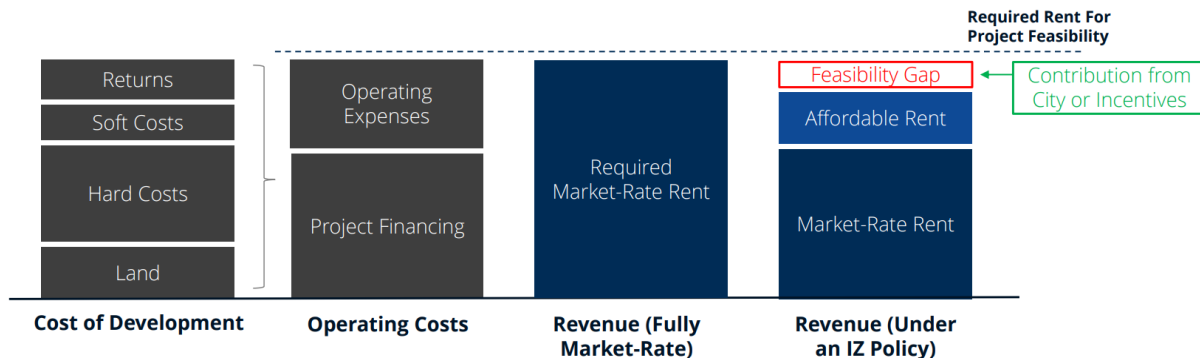 Required Rent For
Project Feasibility
Returns
Soft Costs
Hard Costs
Land
Operating
Expenses
Project Financing
Required
Market-Rate Rent
Feasibility Gap
Affordable Rent
Market-Rate Rent
Contribution from
City or Incentives
Cost of Development
Operating Costs
Revenue (Fully
Market-Rate)
Revenue (Under
an IZ Policy)